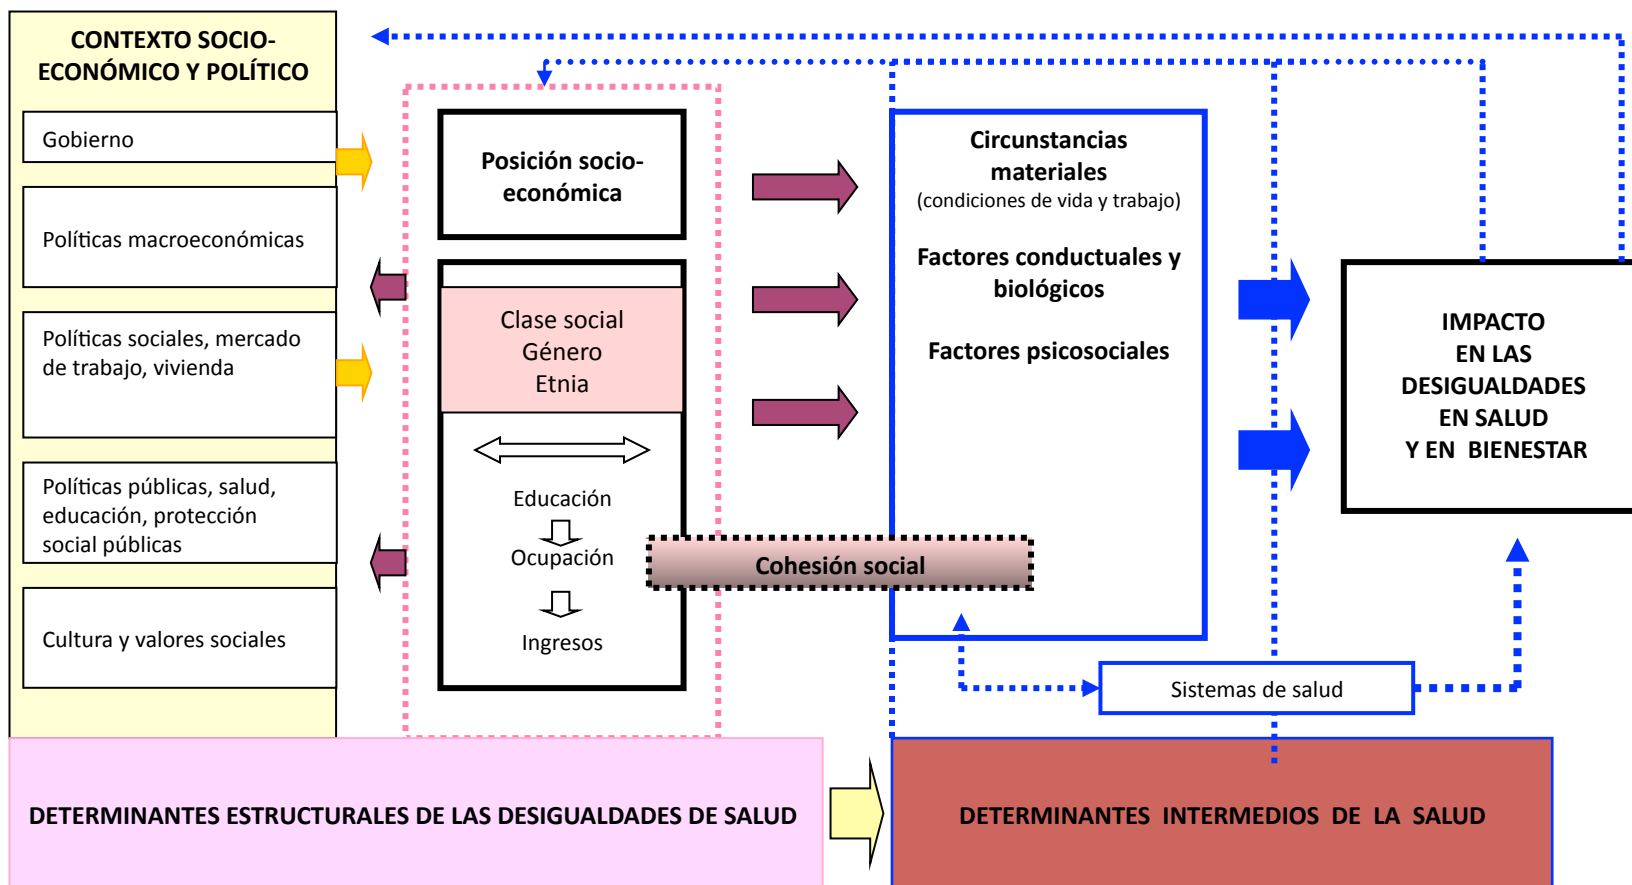 CONTEXTO SOCIO-
ECONÓMICO Y POLÍTICO
Gobierno
Políticas macroeconómicas
Políticas sociales, mercado
de trabajo, vivienda
Políticas públicas, salud,
educación, protección
social públicas
Cultura y valores sociales
Posición socio-
económica
Clase social
Género
Etnia
Educación
Ocupación
Ingresos
Cohesión social
Circunstancias
materiales
(condiciones de vida y trabajo)
Factores conductuales y
biológicos
Factores psicosociales
Sistemas de salud
IMPACTO
EN LAS
DESIGUALDADES
EN SALUD
Y EN BIENESTAR
DETERMINANTES ESTRUCTURALES DE LAS DESIGUALDADES DE SALUD
DETERMINANTES INTERMEDIOS DE LA SALUD